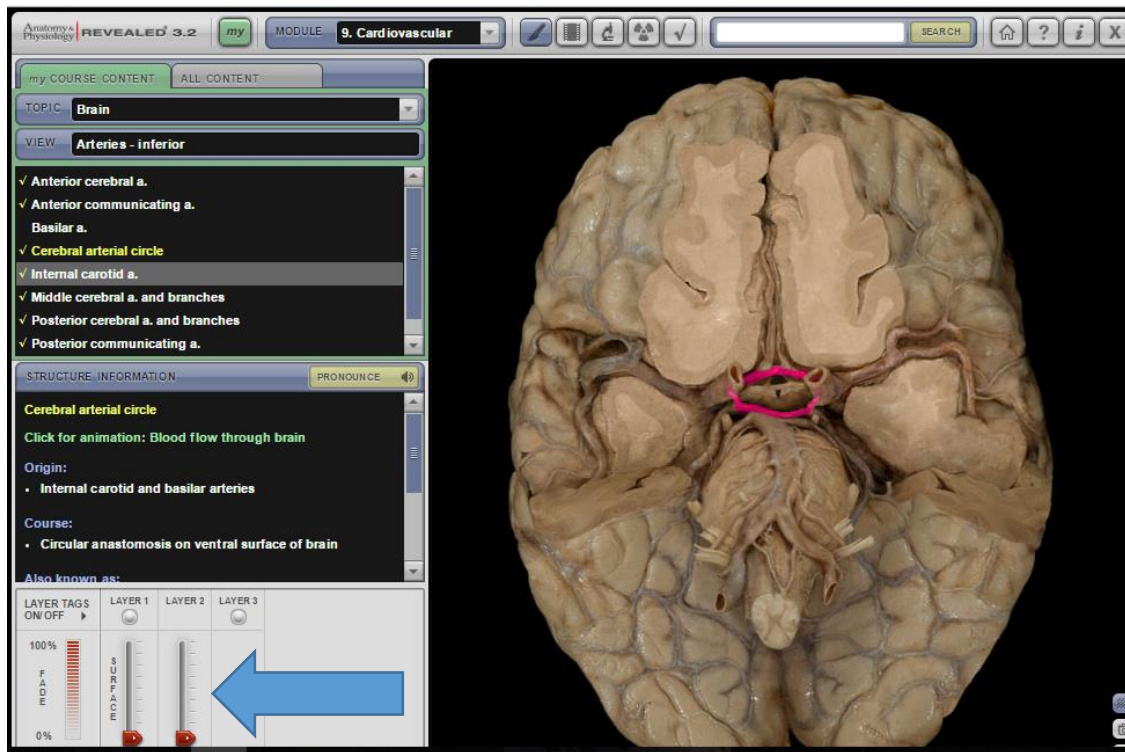 Anatomy & Physiology REVEALED® 3.2
my
MODULE 9. Cardiovascular
SEARCH
? i X
my COURSE CONTENT
ALL CONTENT
TOPIC Brain
VIEW Arteries - inferior
√ Anterior cerebral a.
√ Anterior communicating a.
Basilar a.
√ Cerebral arterial circle
√ Internal carotid a.
√ Middle cerebral a. and branches
√ Posterior cerebral a. and branches
√ Posterior communicating a.
STRUCTURE INFORMATION
PRONOUNCE
Cerebral arterial circle
Click for animation: Blood flow through brain
Origin:
• Internal carotid and basilar arteries
Course:
• Circular anastomosis on ventral surface of brain
Also known as:
LAYER TAGS
ON/OFF
LAYER 1
LAYER 2
LAYER 3
100%
FADE
0%
SURFACE